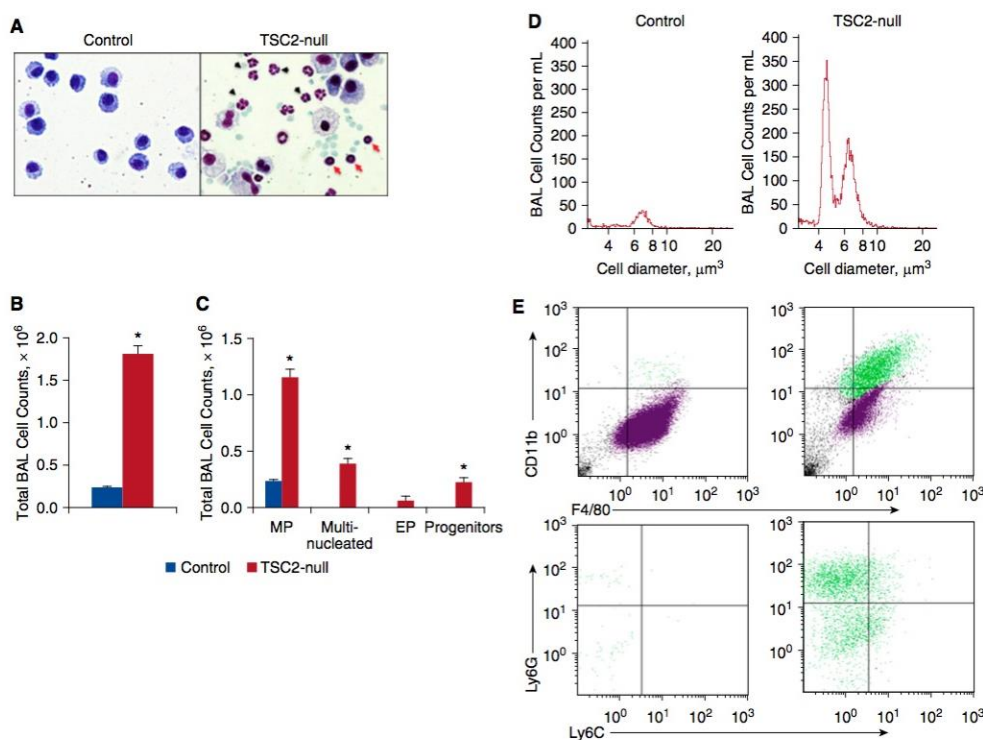 A
Control
TSC2-null
B
Total BAL Cell Counts, × 10⁶
2.0
1.5
1.0
0.5
0.0
*
C
Total BAL Cell Counts, × 10⁶
1.5
1.0
0.5
0.0
*
*
*
MP
Multi-
nucleated
EP
Progenitors
Control
TSC2-null
D
Control
TSC2-null
BAL Cell Counts per mL
400
350
300
250
200
150
100
50
0
4
6
8
10
20
Cell diameter, μm³
BAL Cell Counts per mL
400
350
300
250
200
150
100
50
0
4
6
8
10
20
Cell diameter, μm³
E
CD11b
10³
10²
10¹
10⁰
10⁰
10¹
10²
10³
10³
10²
10¹
10⁰
10⁰
10¹
10²
10³
F4/80
Ly6G
10³
10²
10¹
10⁰
10⁰
10¹
10²
10³
10³
10²
10¹
10⁰
10⁰
10¹
10²
10³
Ly6C